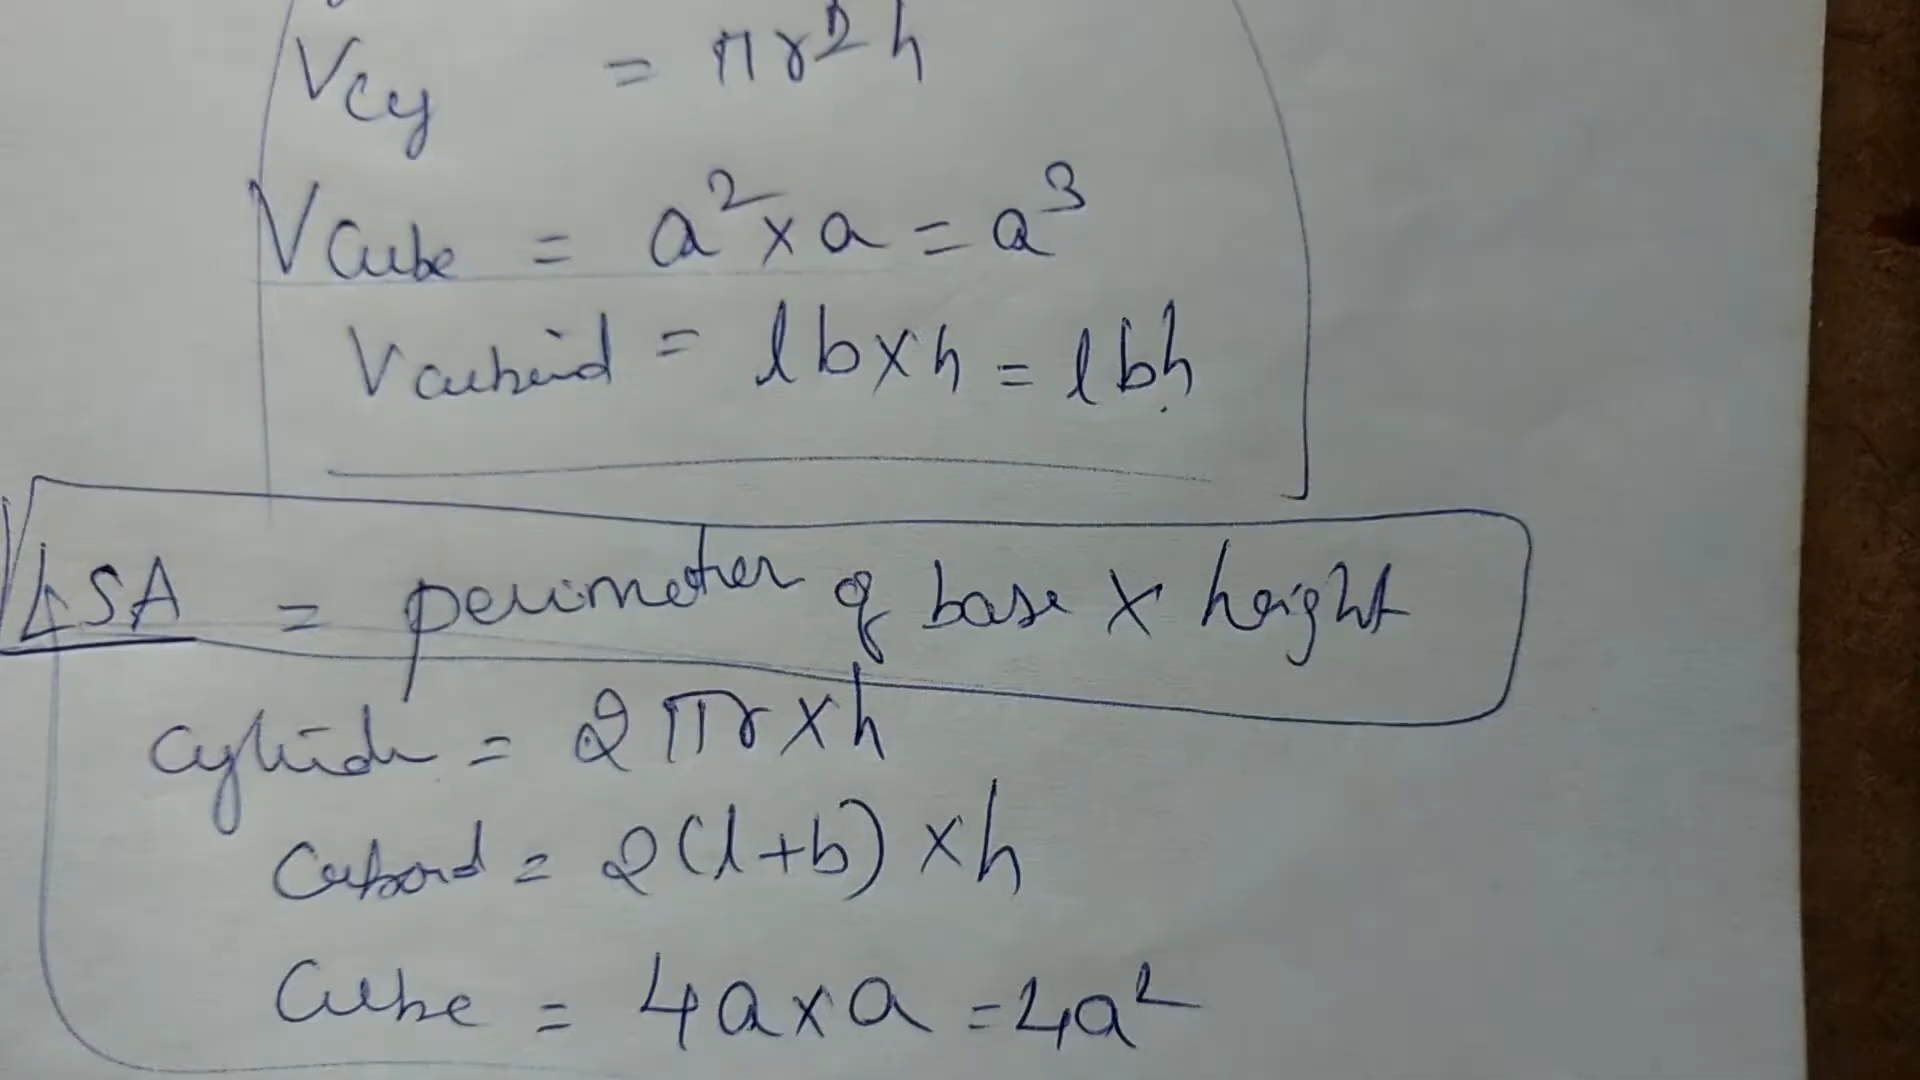 Vcy = πr²h
Vcube = a² × a = a³
Vcuboid = lb × h = lbh
LSA = perimeter of base × height
cylinder = 2πr × h
Cuboid = 2(l+b) × h
Cube = 4a × a = 4a²